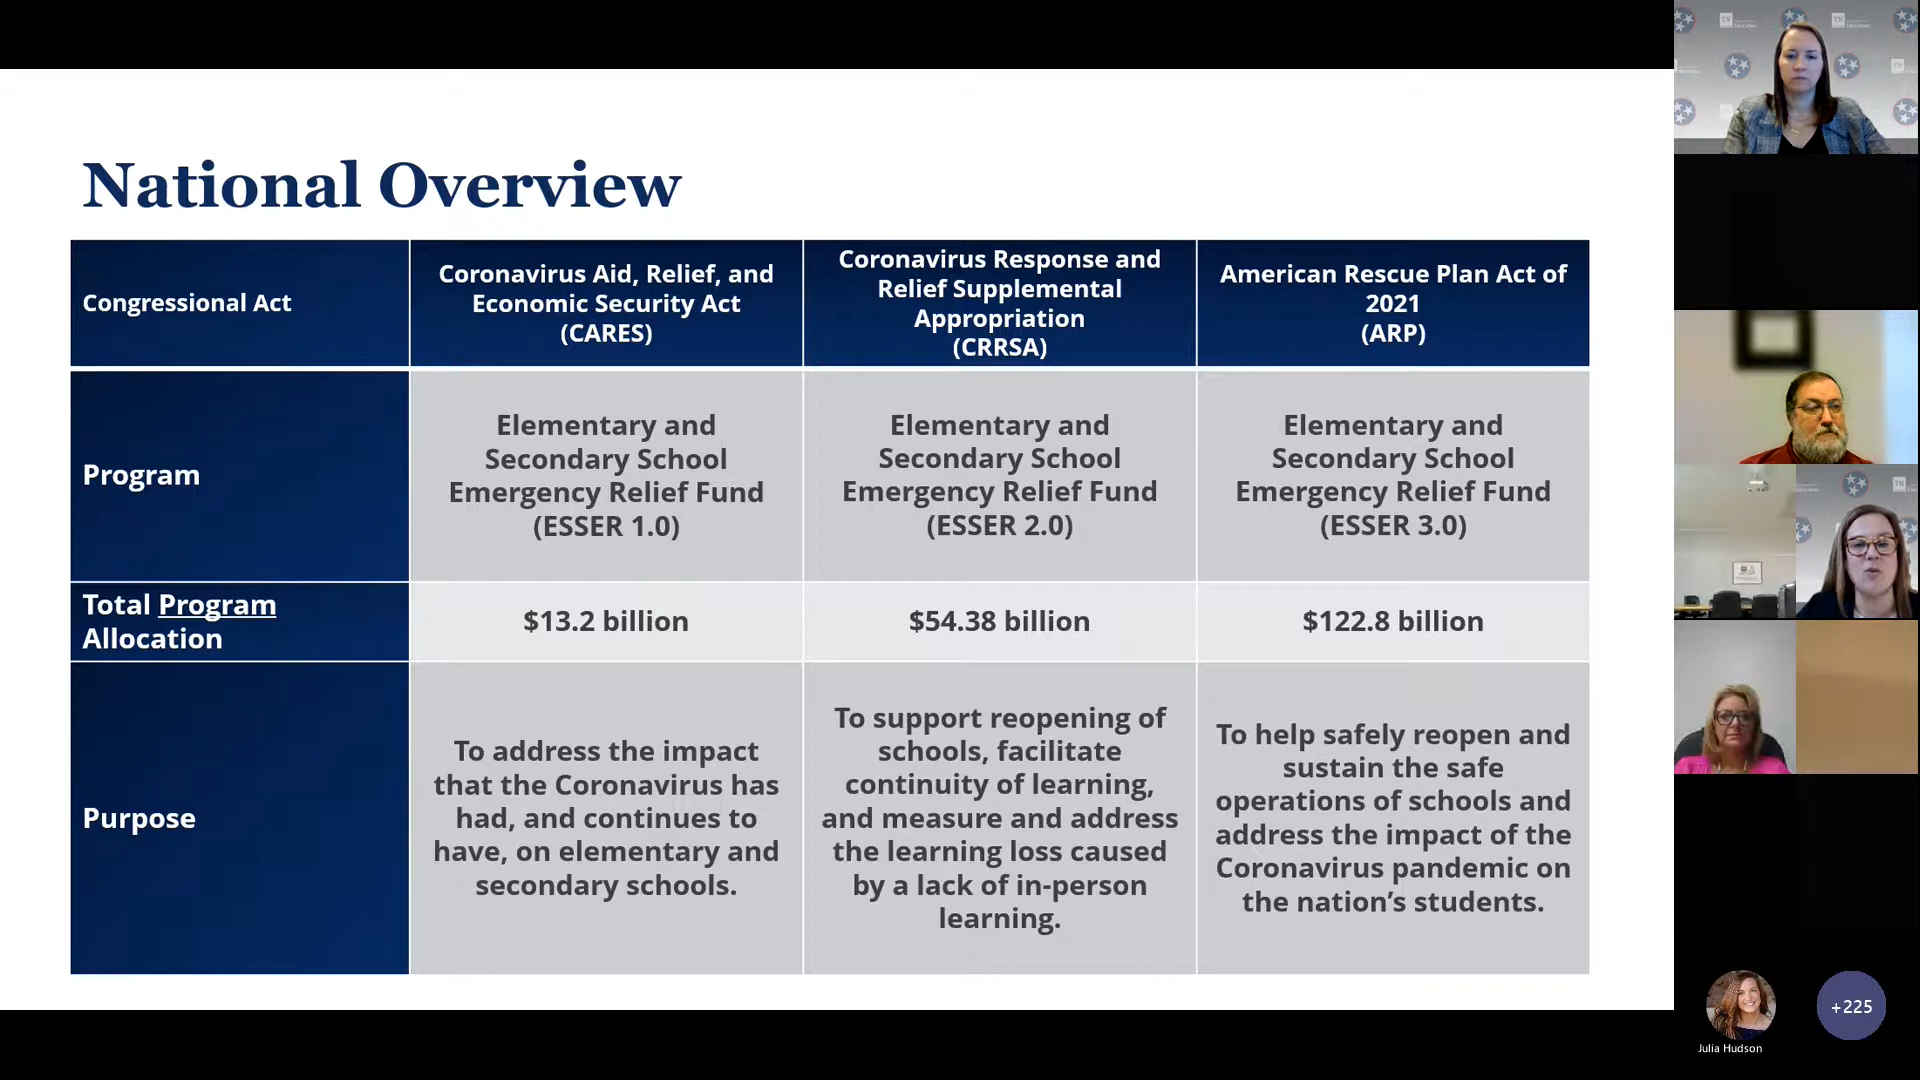 National Overview
Congressional Act
Coronavirus Aid, Relief, and
Economic Security Act
(CARES)
Coronavirus Response and
Relief Supplemental
Appropriation
(CRRSA)
American Rescue Plan Act of
2021
(ARP)
Program
Elementary and
Secondary School
Emergency Relief Fund
(ESSER 1.0)
Elementary and
Secondary School
Emergency Relief Fund
(ESSER 2.0)
Elementary and
Secondary School
Emergency Relief Fund
(ESSER 3.0)
Total Program
Allocation
$13.2 billion
$54.38 billion
$122.8 billion
Purpose
To address the impact
that the Coronavirus has
had, and continues to
have, on elementary and
secondary schools.
To support reopening of
schools, facilitate
continuity of learning,
and measure and address
the learning loss caused
by a lack of in-person
learning.
To help safely reopen and
sustain the safe
operations of schools and
address the impact of the
Coronavirus pandemic on
the nation’s students.
TN
TN
TN
+225
Julia Hudson